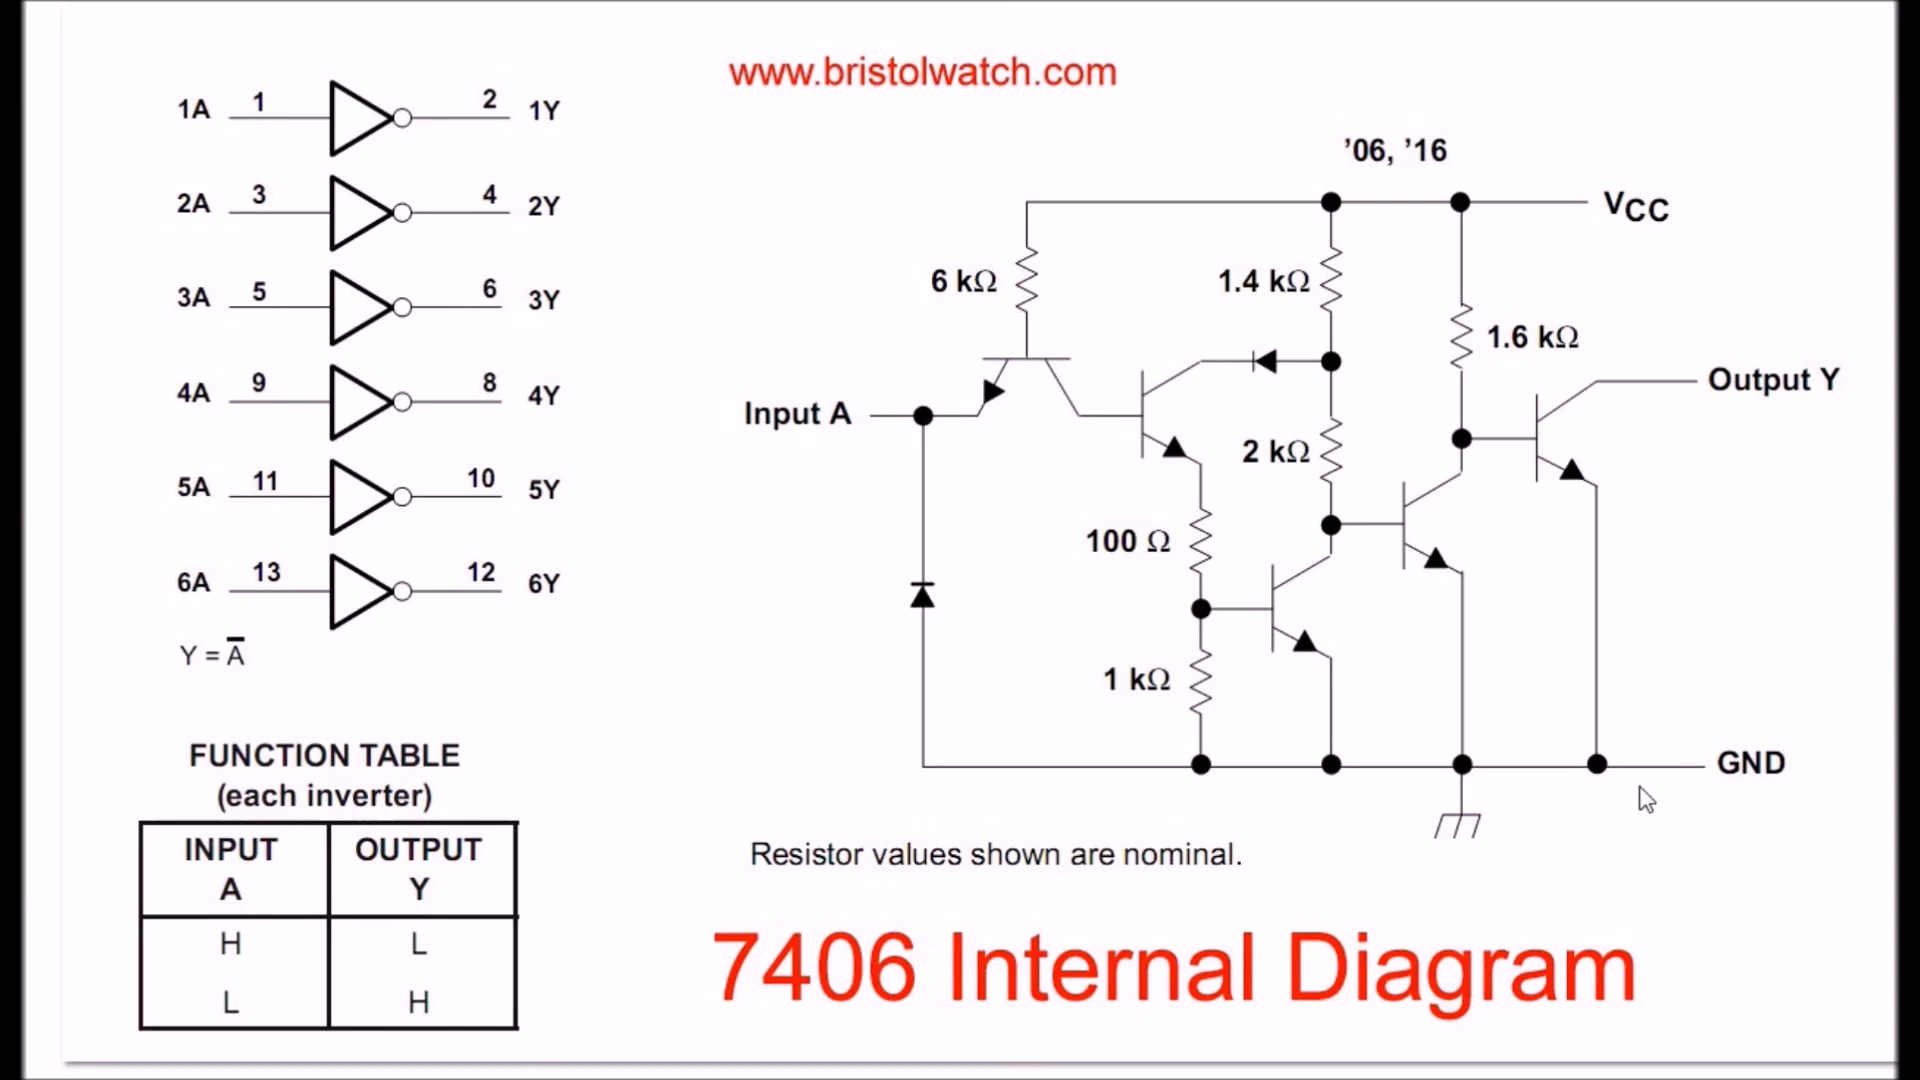 www.bristolwatch.com
1A 1 2 1Y
2A 3 4 2Y
3A 5 6 3Y
4A 9 8 4Y
5A 11 10 5Y
6A 13 12 6Y
Y = A̅
FUNCTION TABLE
(each inverter)
INPUT A OUTPUT Y
H L
L H
’06, ’16
VCC
6 kΩ 1.4 kΩ
1.6 kΩ
Output Y
Input A
2 kΩ
100 Ω
1 kΩ
GND
Resistor values shown are nominal.
7406 Internal Diagram